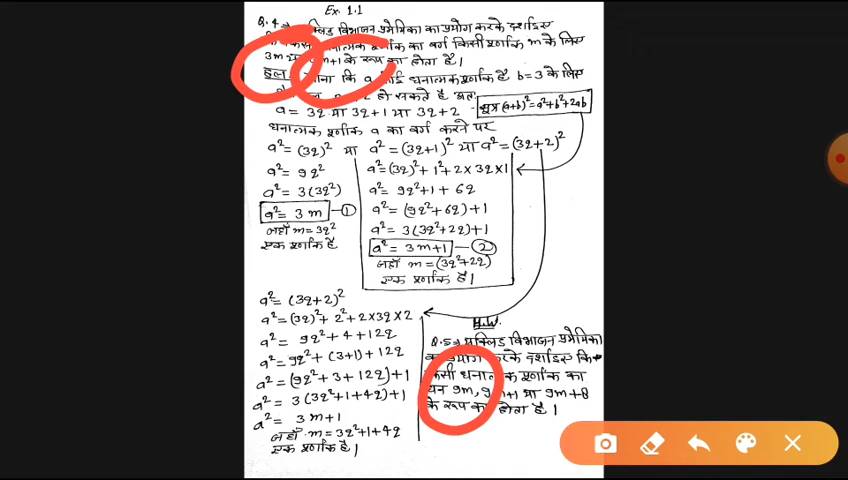 Ex. 1.1
Q.4 यूक्लिड विभाजन प्रमेयिका का प्रयोग करके दर्शाइए
किसी धनात्मक पूर्णांक का वर्ग किसी पूर्णांक m के लिए
3m या 3m+1 के रूप का होता है।
हल माना कि a कोई धनात्मक पूर्णांक है b=3 के लिए
हो सकते है अतः
a = 3q या 3q+1 या 3q+2
सूत्र (a+b)²=a²+b²+2ab
धनात्मक पूर्णांक a का वर्ग करने पर
a²= (3q)² या a²= (3q+1)² या a²= (3q+2)²
a²= 9q²
a²= 3(3q²)
a²= 3m —①
जहाँ m=3q²
एक पूर्णांक है
a²=(3q)²+1²+2×3q×1
a²= 9q²+1+6q
a²= (9q²+6q)+1
a²= 3(3q²+2q)+1
a²= 3m+1 —②
जहाँ m=(3q²+2q)
एक पूर्णांक है।
a²= (3q+2)²
a²= (3q)²+2²+2×3q×2
a²= 9q²+4+12q
a²= 9q²+(3+1)+12q
a²= (9q²+3+12q)+1
a²= 3(3q²+1+4q)+1
a²= 3m+1
जहाँ m=3q²+1+4q
एक पूर्णांक है।
H.W.
Q.5→ यूक्लिड विभाजन प्रमेयिका
का प्रयोग करके दर्शाइए कि
किसी धनात्मक पूर्णांक का
घन 9m, 9m+1 या 9m+8
के रूप का होता है।